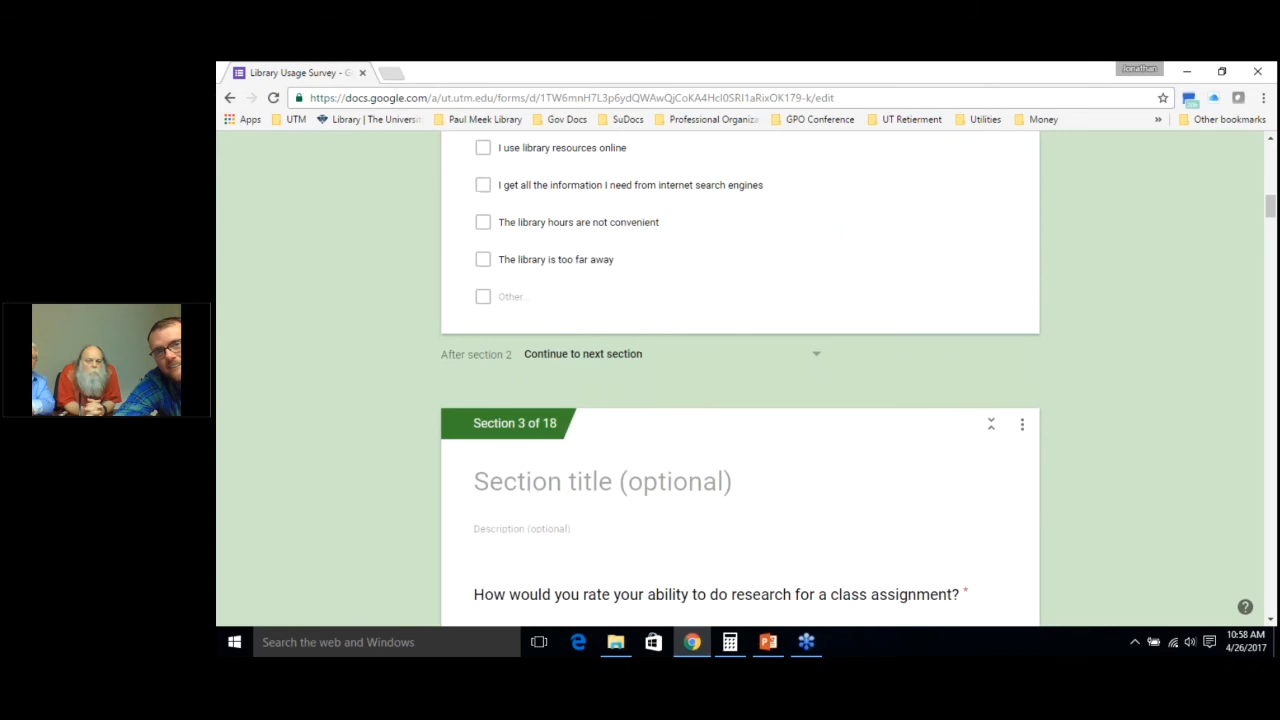 Library Usage Survey - G
Jonathan
https://docs.google.com/a/ut.utm.edu/forms/d/1TW6mnH7L3p6ydQWAwQjCoKA4HcI0SRI1aRixOK179-k/edit
Apps UTM Library | The Universi Paul Meek Library Gov Docs SuDocs Professional Organiza GPO Conference UT Retierment Utilities Money » Other bookmarks
I use library resources online
I get all the information I need from internet search engines
The library hours are not convenient
The library is too far away
Other...
After section 2 Continue to next section
Section 3 of 18
Section title (optional)
Description (optional)
How would you rate your ability to do research for a class assignment? *
Search the web and Windows
10:58 AM
4/26/2017